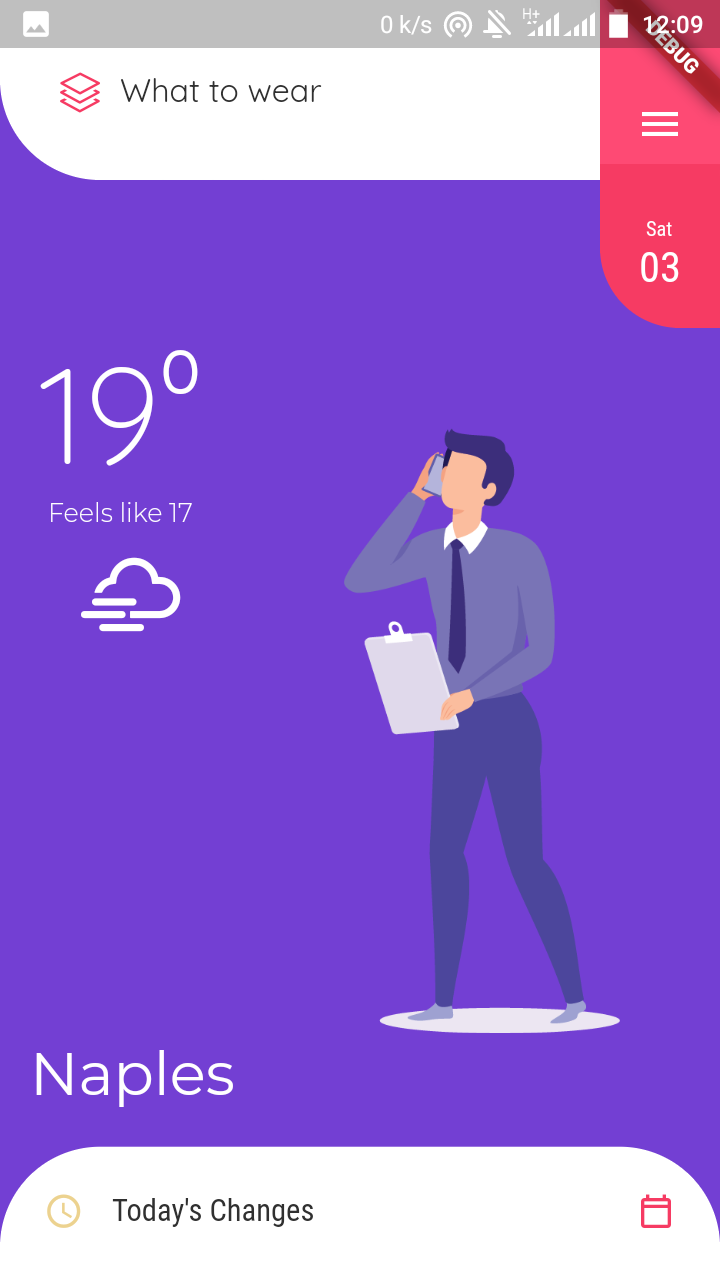 0 k/s H+ 12:09
DEBUG
What to wear
Sat
03
19°
Feels like 17
Naples
Today's Changes